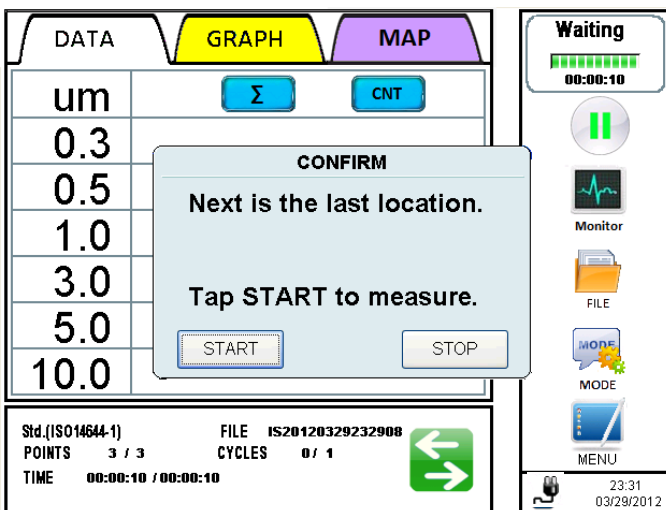 DATA
GRAPH
MAP
um
Σ
CNT
0.3
0.5
1.0
3.0
5.0
10.0
CONFIRM
Next is the last location.
Tap START to measure.
START
STOP
Std.(ISO14644-1)
FILE IS20120329232908
POINTS 3 / 3
CYCLES 0/ 1
TIME 00:00:10 / 00:00:10
Waiting
00:00:10
Monitor
FILE
MODE
MODE
MENU
23:31
03/29/2012